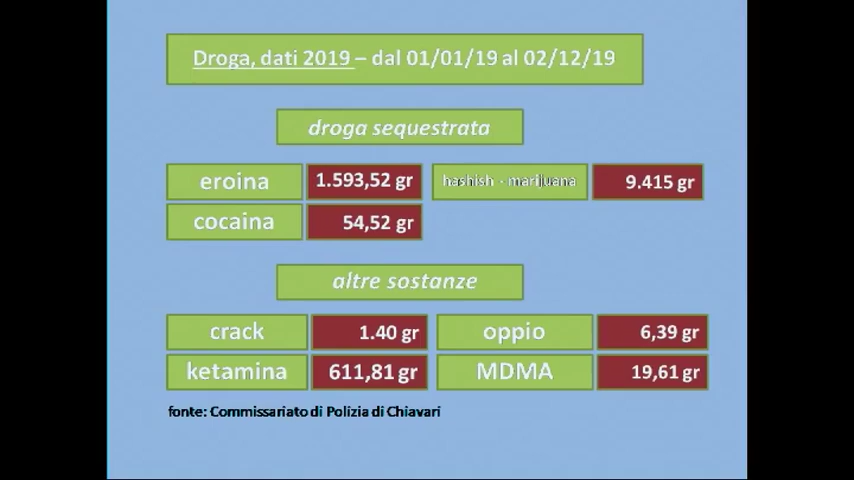 Droga, dati 2019 – dal 01/01/19 al 02/12/19
droga sequestrata
eroina 1.593,52 gr hashish - marijuana 9.415 gr
cocaina 54,52 gr
altre sostanze
crack 1.40 gr oppio 6,39 gr
ketamina 611,81 gr MDMA 19,61 gr
fonte: Commissariato di Polizia di Chiavari